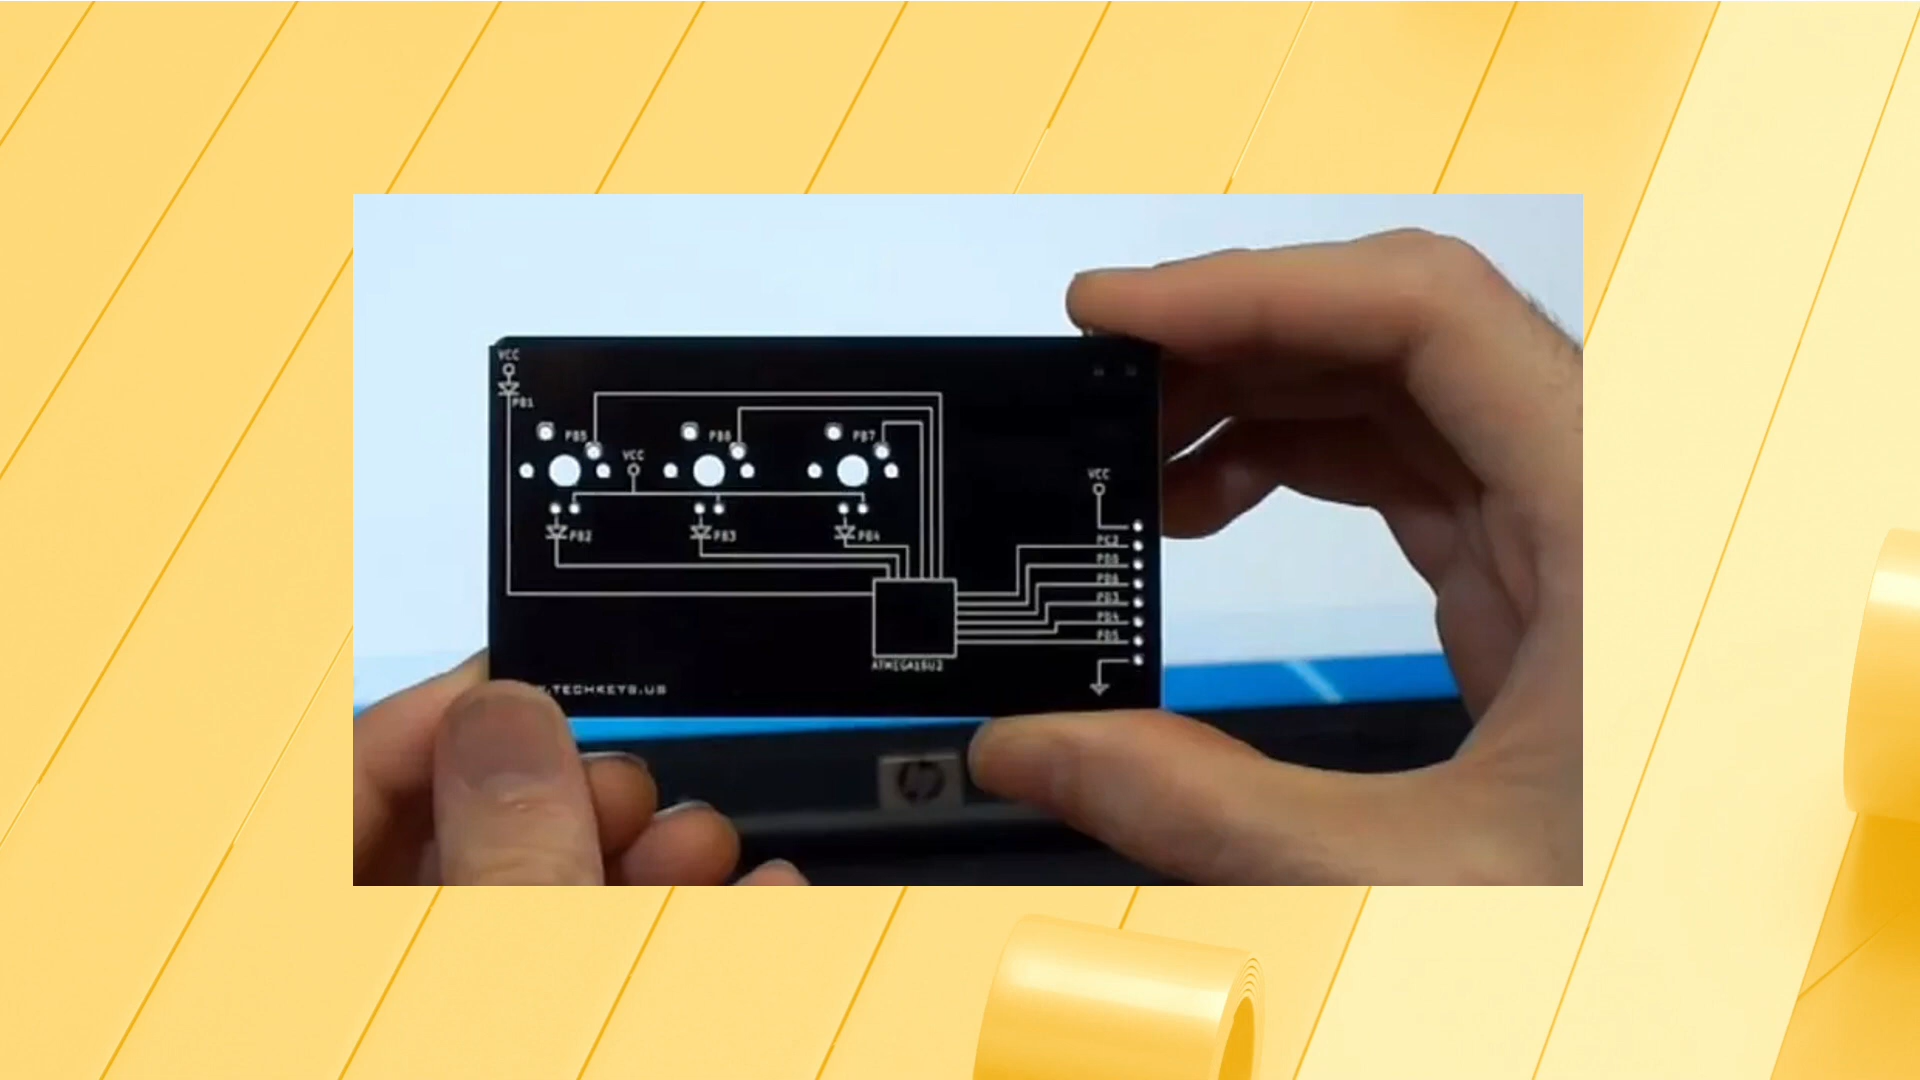 VCC
PB1
PB5 PB6 PB7
VCC
VCC
PB2 PB3 PB4
PC2
PD0
PD6
PD3
PD4
PD5
ATMEGA16U2
.TECHKEYS.US
hp